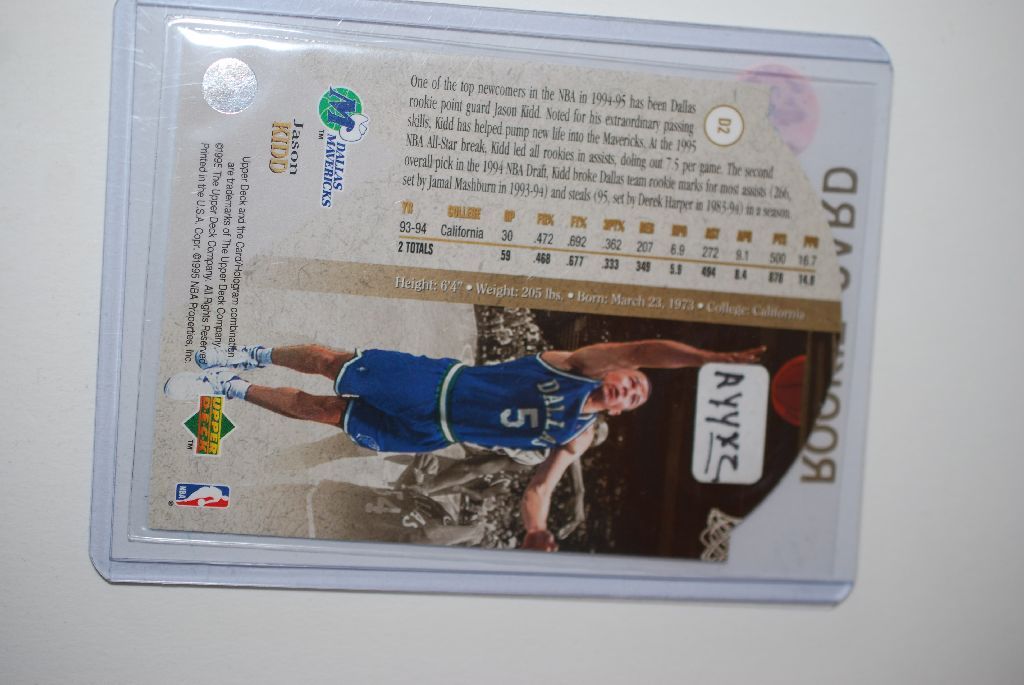 ROOKIE CARD
D2
One of the top newcomers in the NBA in 1994-95 has been Dallas
rookie point guard Jason Kidd. Noted for his extraordinary passing
skills, Kidd has helped pump new life into the Mavericks. At the 1995
NBA All-Star break, Kidd led all rookies in assists, doling out 7.5 per game. The second
overall pick in the 1994 NBA Draft, Kidd broke Dallas team rookie marks for most assists (266,
set by Jamal Mashburn in 1993-94) and steals (95, set by Derek Harper in 1983-84) in a season.
YR COLLEGE GP FG% FT% 3PT% REB RPG AST APG PTS PPG
93-94 California 30 .472 .692 .362 207 6.9 272 9.1 500 16.7
2 TOTALS 59 .468 .677 .333 349 5.9 494 8.4 878 14.9
Height: 6'4" • Weight: 205 lbs. • Born: March 23, 1973 • College: California
DALLAS
MAVERICKS
TM
Jason
KIDD
Upper Deck and the Card/Hologram combination
are trademarks of The Upper Deck Company.
©1995 The Upper Deck Company. All Rights Reserved.
Printed in the U.S.A. Copr. ©1995 NBA Properties, Inc.
DALLAS
5
AYYXZ
UPPER
DECK
TM
NBA
®